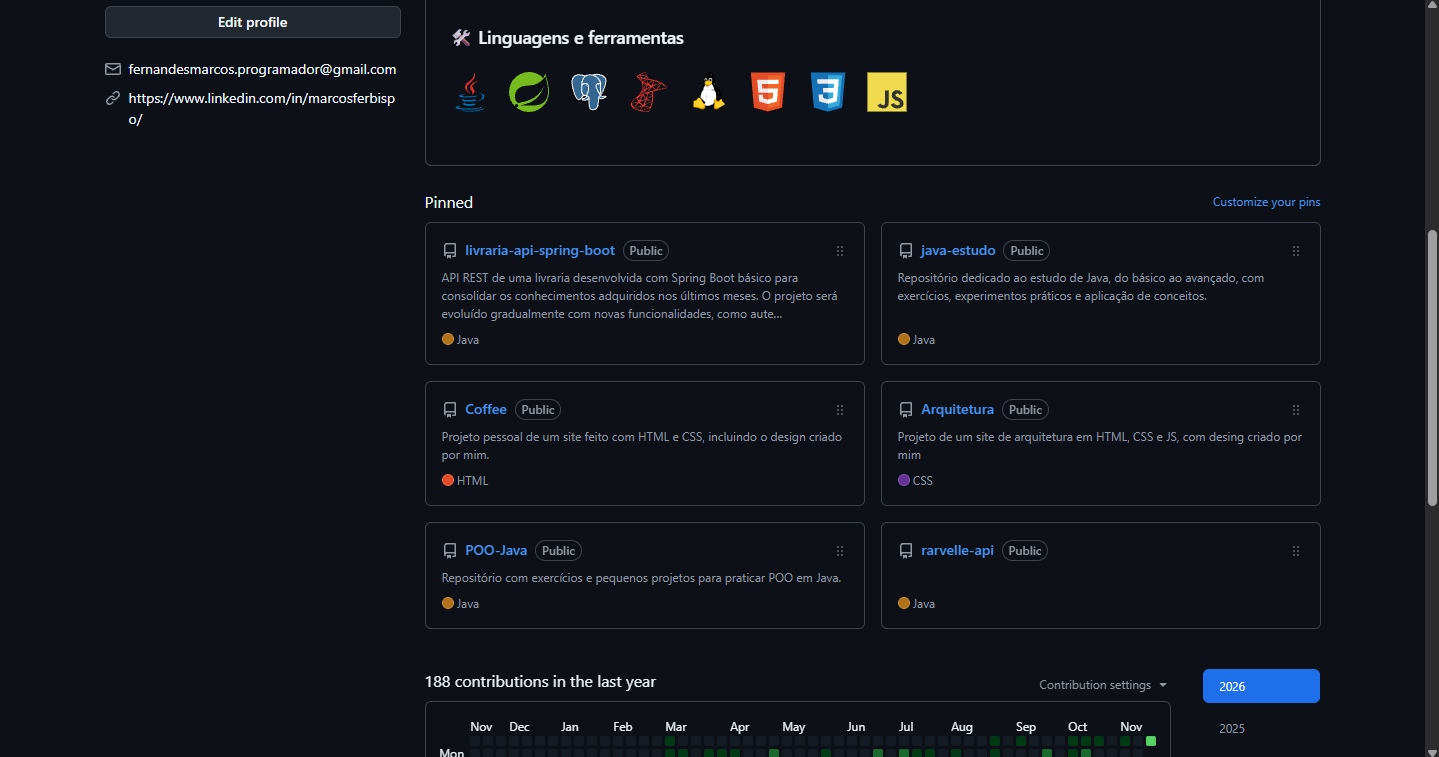 Edit profile
fernandesmarcos.programador@gmail.com
https://www.linkedin.com/in/marcosferbisp
o/
Linguagens e ferramentas
5
3
JS
Pinned
Customize your pins
livraria-api-spring-boot Public
API REST de uma livraria desenvolvida com Spring Boot básico para
consolidar os conhecimentos adquiridos nos últimos meses. O projeto será
evoluído gradualmente com novas funcionalidades, como aute...
Java
java-estudo Public
Repositório dedicado ao estudo de Java, do básico ao avançado, com
exercícios, experimentos práticos e aplicação de conceitos.
Java
Coffee Public
Projeto pessoal de um site feito com HTML e CSS, incluindo o design criado
por mim.
HTML
Arquitetura Public
Projeto de um site de arquitetura em HTML, CSS e JS, com desing criado por
mim
CSS
POO-Java Public
Repositório com exercícios e pequenos projetos para praticar POO em Java.
Java
rarvelle-api Public
Java
188 contributions in the last year
Contribution settings
2026
2025
Nov Dec Jan Feb Mar Apr May Jun Jul Aug Sep Oct Nov
Mon